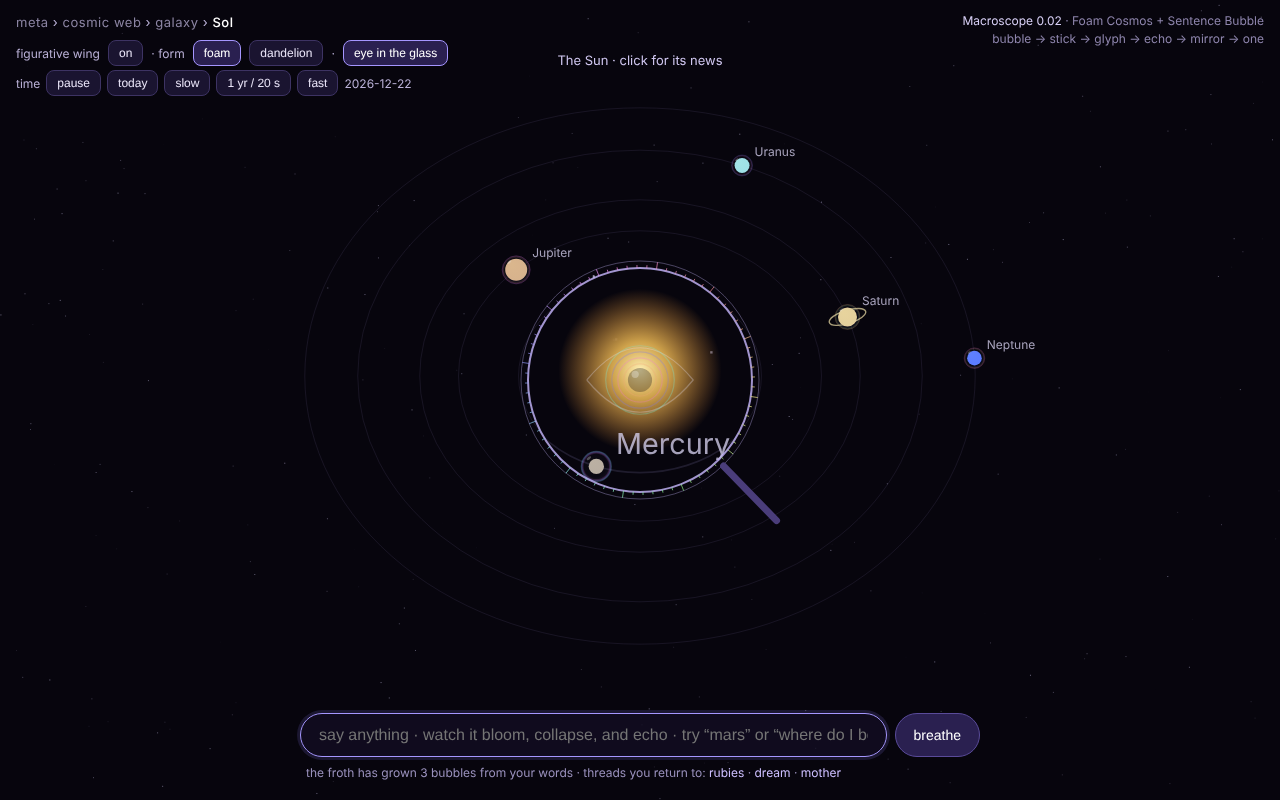 meta › cosmic web › galaxy › Sol
figurative wing on · form foam dandelion · eye in the glass
time pause today slow 1 yr / 20 s fast 2026-12-22
Macroscope 0.02 · Foam Cosmos + Sentence Bubble
bubble → stick → glyph → echo → mirror → one
The Sun · click for its news
Uranus
Jupiter
Saturn
Neptune
Mercury
say anything · watch it bloom, collapse, and echo · try “mars” or “where do I b
breathe
the froth has grown 3 bubbles from your words · threads you return to: rubies · dream · mother